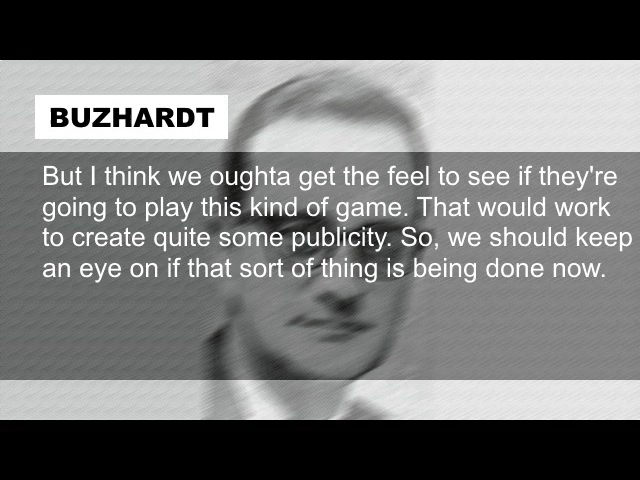 BUZHARDT
But I think we oughta get the feel to see if they're
going to play this kind of game. That would work
to create quite some publicity. So, we should keep
an eye on if that sort of thing is being done now.